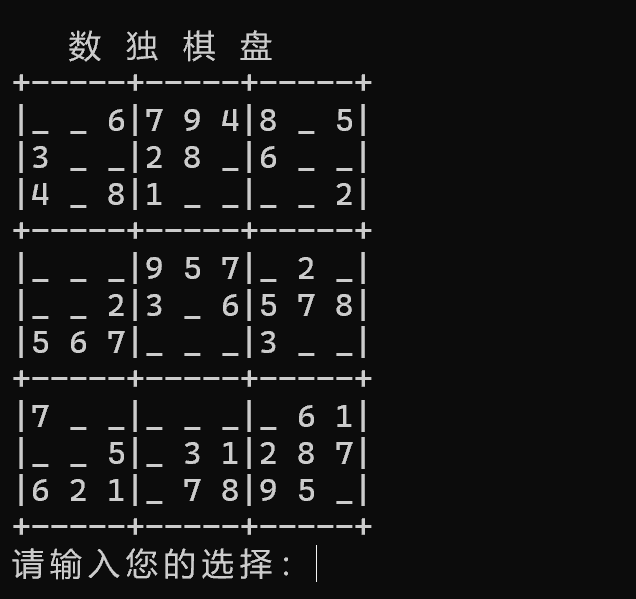 数 独 棋 盘
+-----+-----+-----+
|_ _ 6|7 9 4|8 _ 5|
|3 _ _|2 8 _|6 _ _|
|4 _ 8|1 _ _|_ _ 2|
+-----+-----+-----+
|_ _ _|9 5 7|_ 2 _|
|_ _ 2|3 _ 6|5 7 8|
|5 6 7|_ _ _|3 _ _|
+-----+-----+-----+
|7 _ _|_ _ _|_ 6 1|
|_ _ 5|_ 3 1|2 8 7|
|6 2 1|_ 7 8|9 5 _|
+-----+-----+-----+
请输入您的选择: